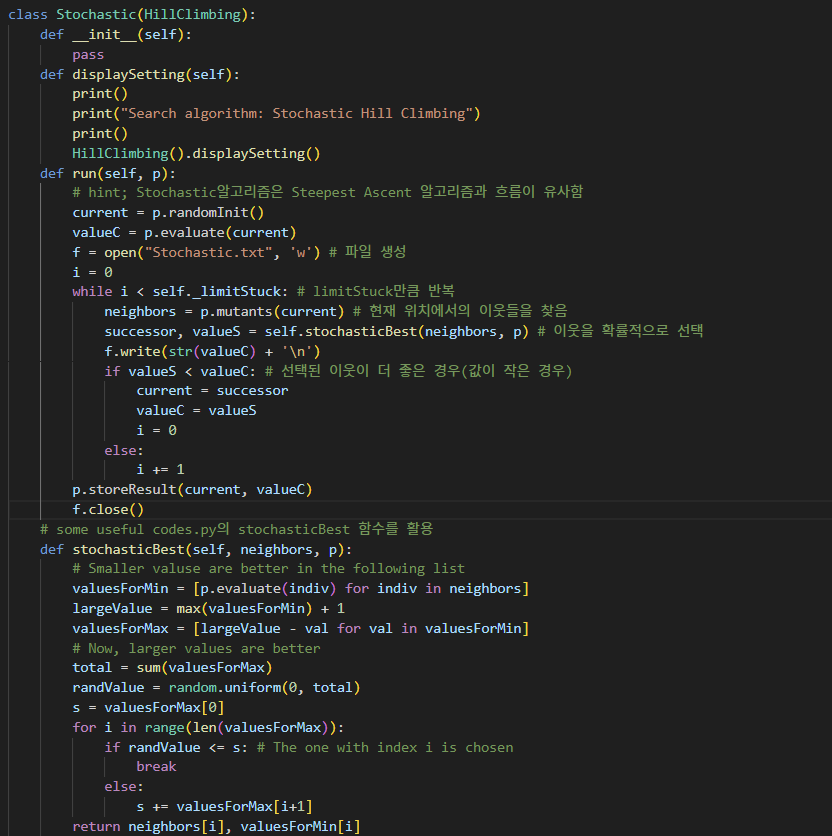 class Stochastic(HillClimbing):
    def __init__(self):
        pass
    def displaySetting(self):
        print()
        print("Search algorithm: Stochastic Hill Climbing")
        print()
        HillClimbing().displaySetting()
    def run(self, p):
        # hint; Stochastic알고리즘은 Steepest Ascent 알고리즘과 흐름이 유사함
        current = p.randomInit()
        valueC = p.evaluate(current)
        f = open("Stochastic.txt", 'w') # 파일 생성
        i = 0
        while i < self._limitStuck: # limitStuck만큼 반복
            neighbors = p.mutants(current) # 현재 위치에서의 이웃들을 찾음
            successor, valueS = self.stochasticBest(neighbors, p) # 이웃을 확률적으로 선택
            f.write(str(valueC) + '\n')
            if valueS < valueC: # 선택된 이웃이 더 좋은 경우(값이 작은 경우)
                current = successor
                valueC = valueS
                i = 0
            else:
                i += 1
        p.storeResult(current, valueC)
        f.close()
    # some useful codes.py의 stochasticBest 함수를 활용
    def stochasticBest(self, neighbors, p):
        # Smaller valuse are better in the following list
        valuesForMin = [p.evaluate(indiv) for indiv in neighbors]
        largeValue = max(valuesForMin) + 1
        valuesForMax = [largeValue - val for val in valuesForMin]
        # Now, larger values are better
        total = sum(valuesForMax)
        randValue = random.uniform(0, total)
        s = valuesForMax[0]
        for i in range(len(valuesForMax)):
            if randValue <= s: # The one with index i is chosen
                break
            else:
                s += valuesForMax[i+1]
        return neighbors[i], valuesForMin[i]